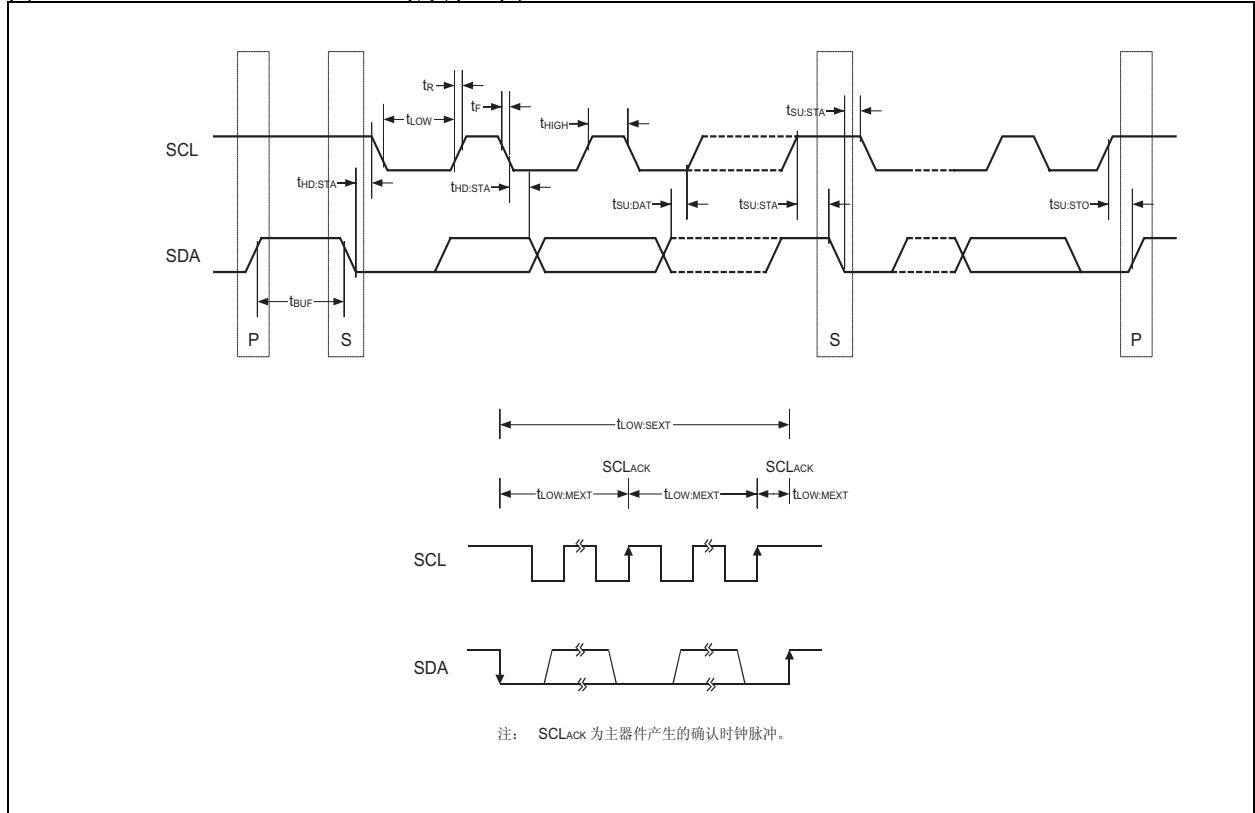 tR
tF
tLOW
tHIGH
tSU:STA
SCL
tHD:STA
tHD:STA
tSU:DAT
tSU:STA
tSU:STO
SDA
tBUF
P
S
S
P
tLOW:SEXT
SCLACK
SCLACK
tLOW:MEXT
tLOW:MEXT
tLOW:MEXT
SCL
SDA
注： SCLACK 为主器件产生的确认时钟脉冲。